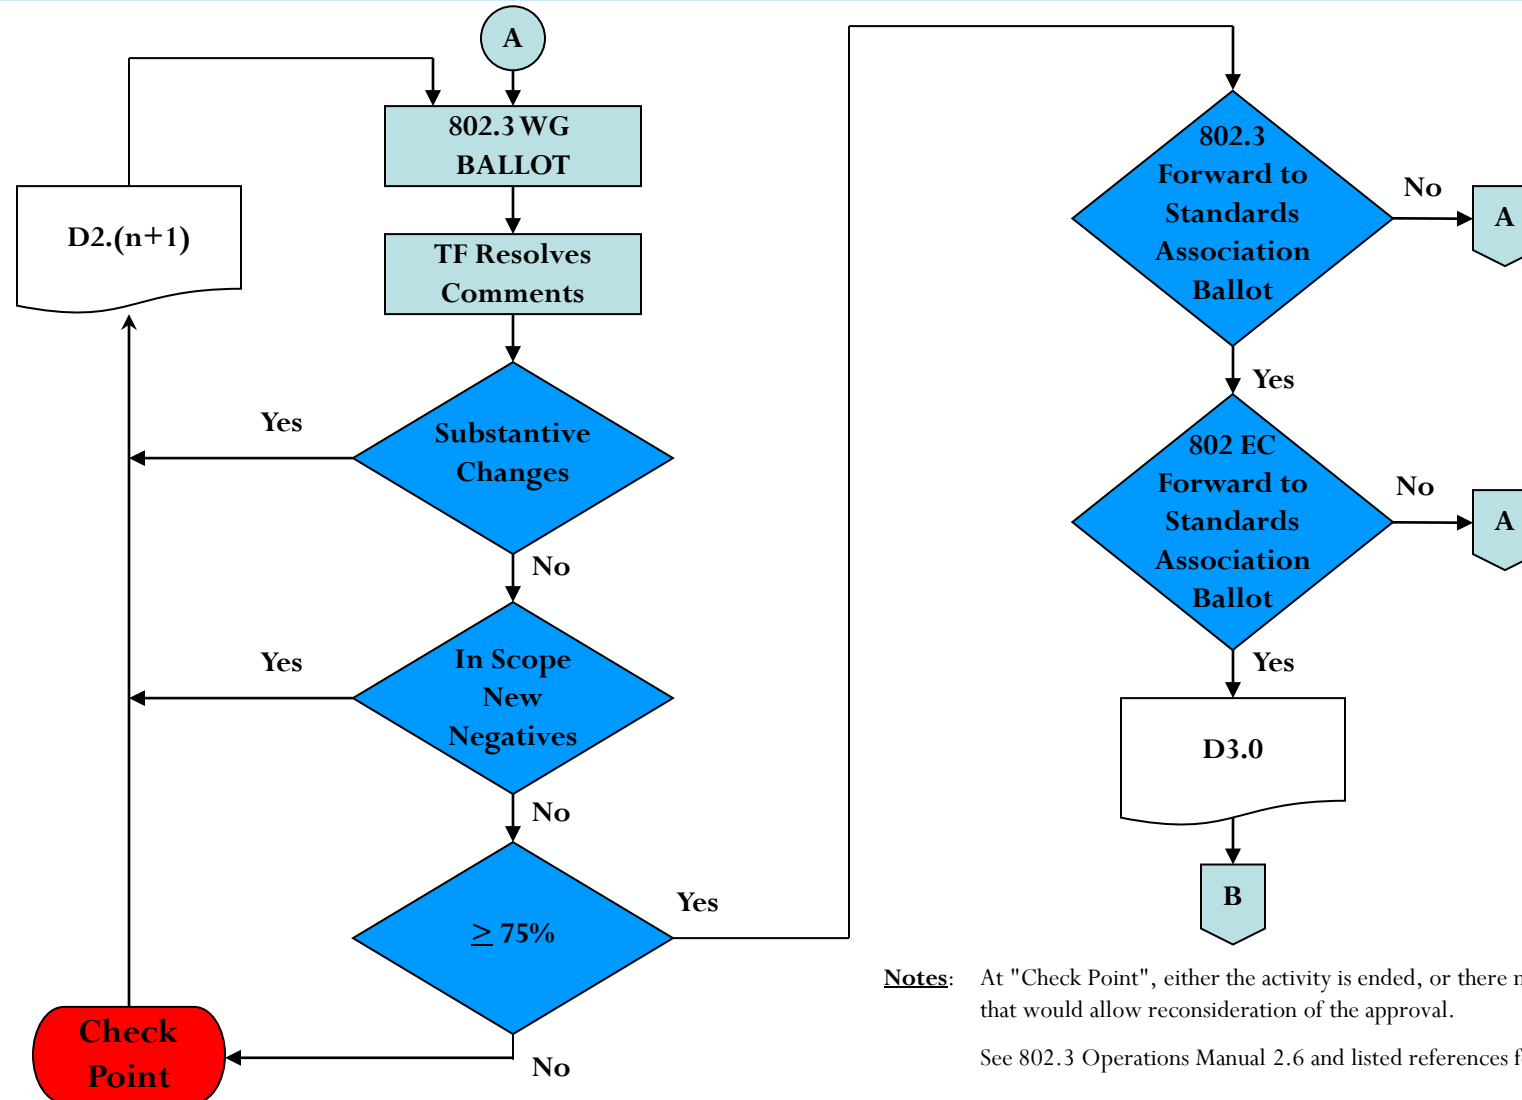 A
802.3 WG
BALLOT
D2.(n+1)
TF Resolves
Comments
Yes
Substantive
Changes
No
Yes
In Scope
New
Negatives
No
≥ 75%
Yes
Check
Point
No
802.3
Forward to
Standards
Association
Ballot
No
A
Yes
802 EC
Forward to
Standards
Association
Ballot
No
A
Yes
D3.0
B
Notes: At "Check Point", either the activity is ended, or there
that would allow reconsideration of the approval.
See 802.3 Operations Manual 2.6 and listed references